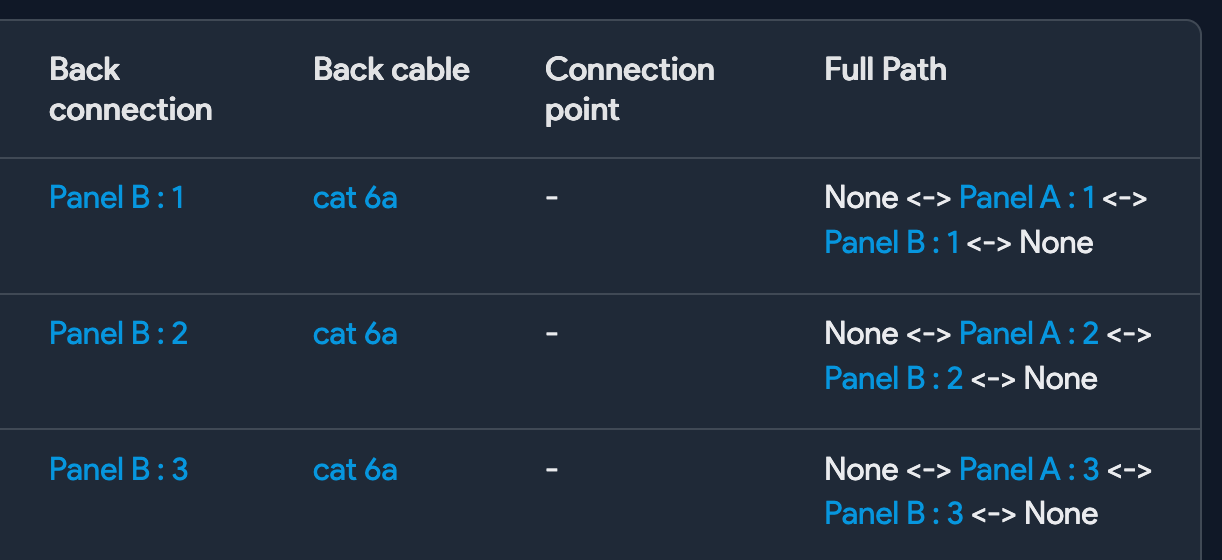 Back connection
Back cable
Connection point
Full Path
Panel B : 1
cat 6a
-
None <-> Panel A : 1 <->
Panel B : 1 <-> None
Panel B : 2
cat 6a
-
None <-> Panel A : 2 <->
Panel B : 2 <-> None
Panel B : 3
cat 6a
-
None <-> Panel A : 3 <->
Panel B : 3 <-> None